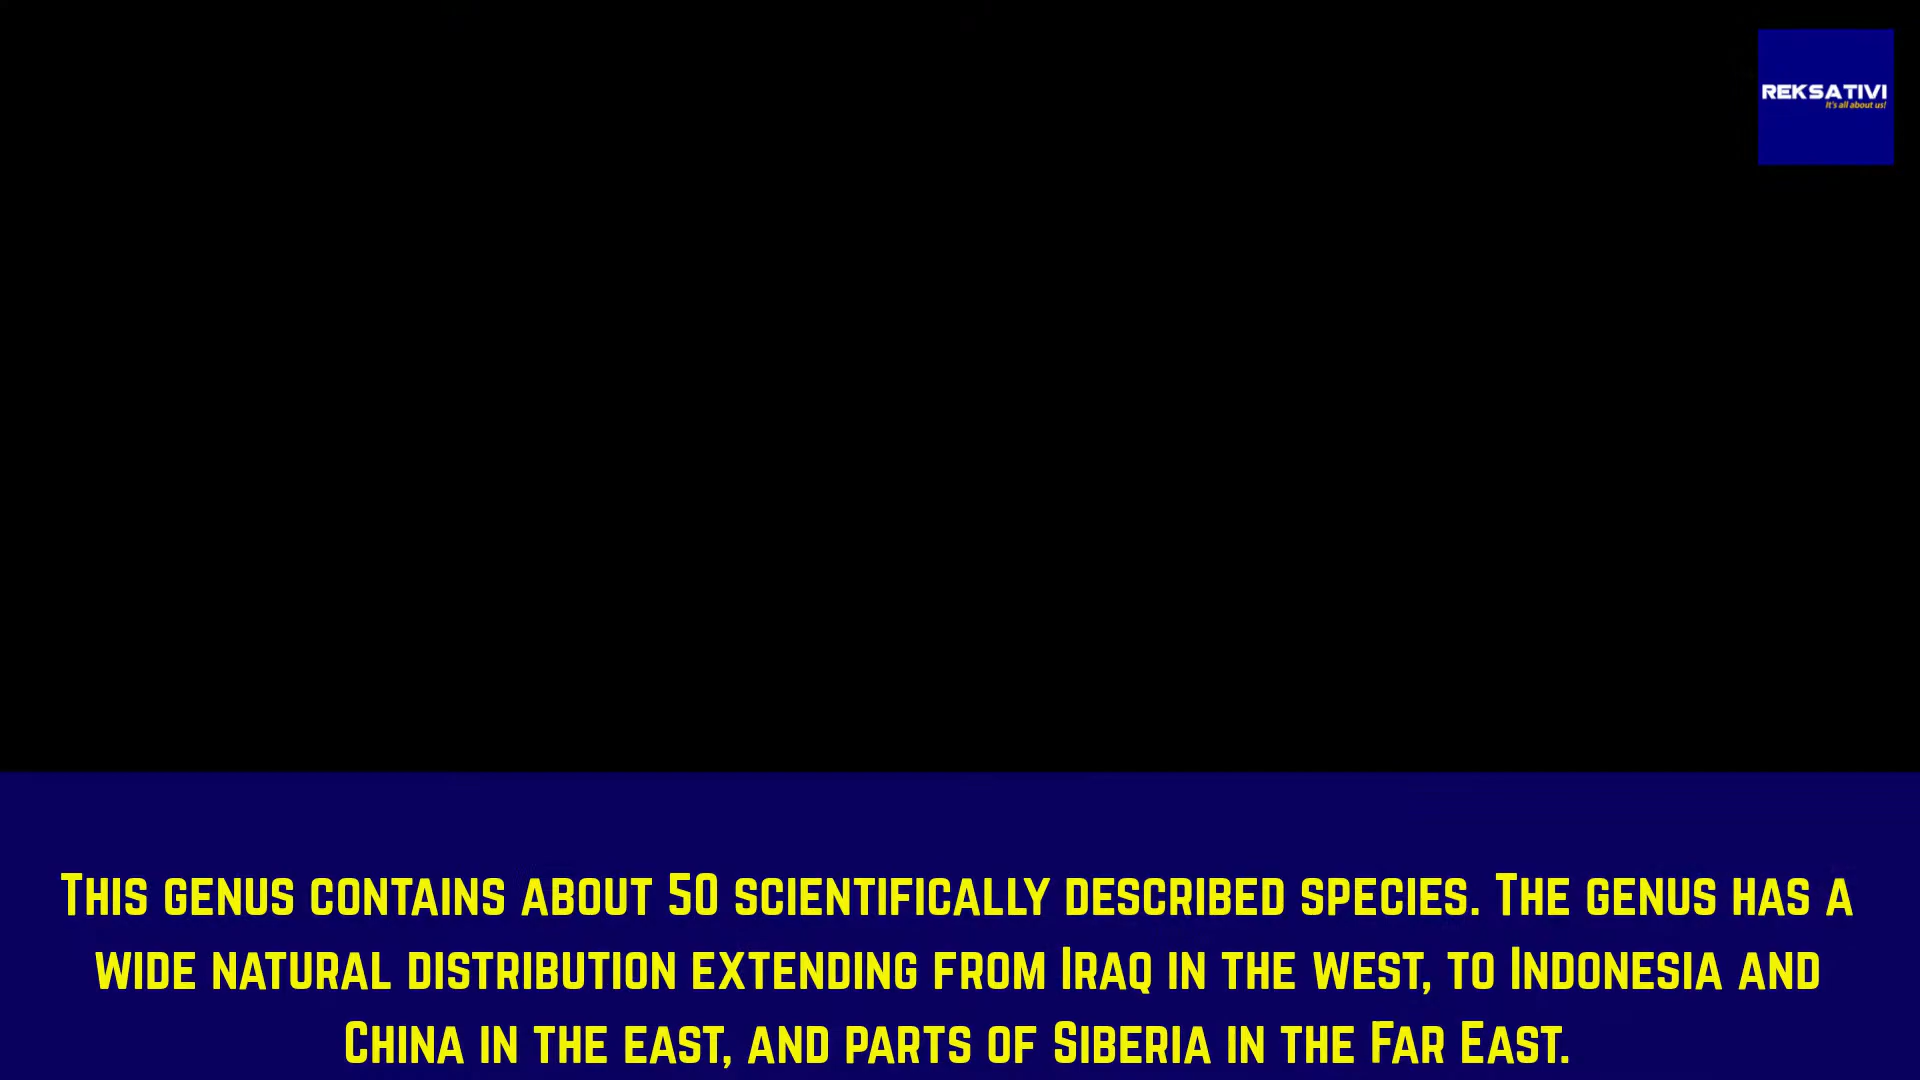 REKSATIVI
It's all about us!
This genus contains about 50 scientifically described species. The genus has a
wide natural distribution extending from Iraq in the west, to Indonesia and
China in the east, and parts of Siberia in the Far East.